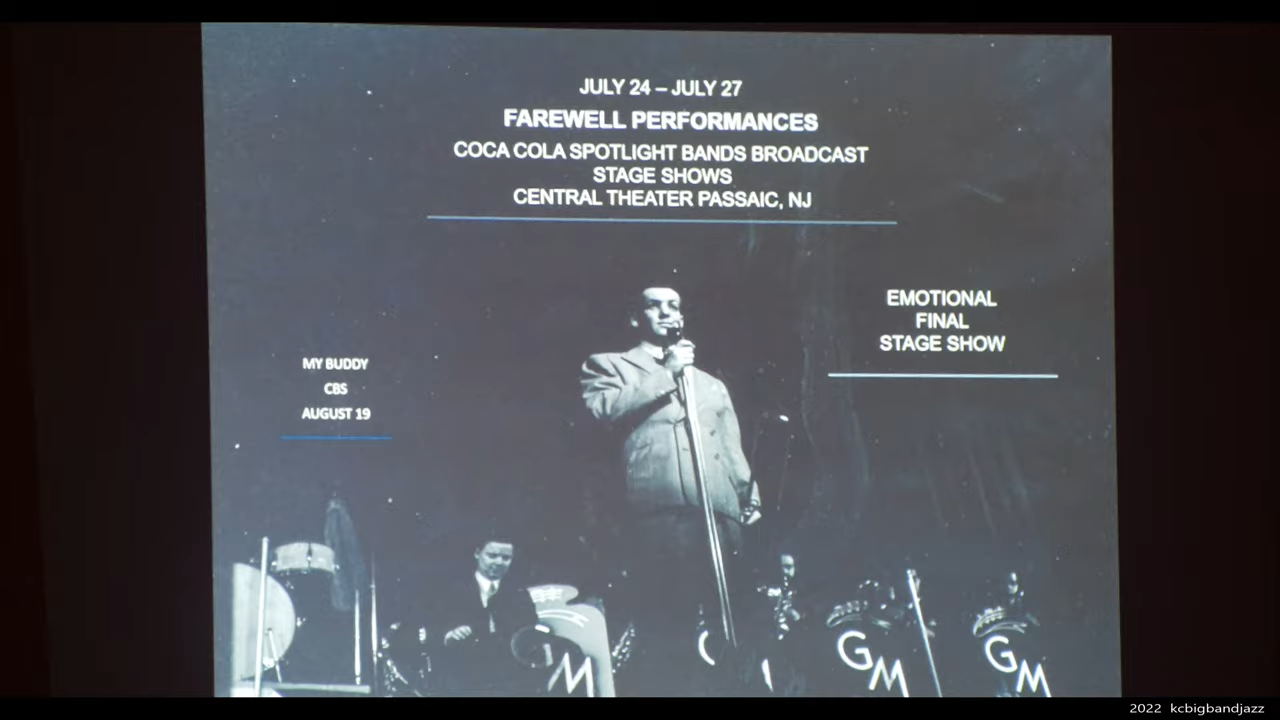 JULY 24 – JULY 27
FAREWELL PERFORMANCES
COCA COLA SPOTLIGHT BANDS BROADCAST
STAGE SHOWS
CENTRAL THEATER PASSAIC, NJ
EMOTIONAL
FINAL
STAGE SHOW
MY BUDDY
CBS
AUGUST 19
M
GM
GM
2022 kcbigbandjazz